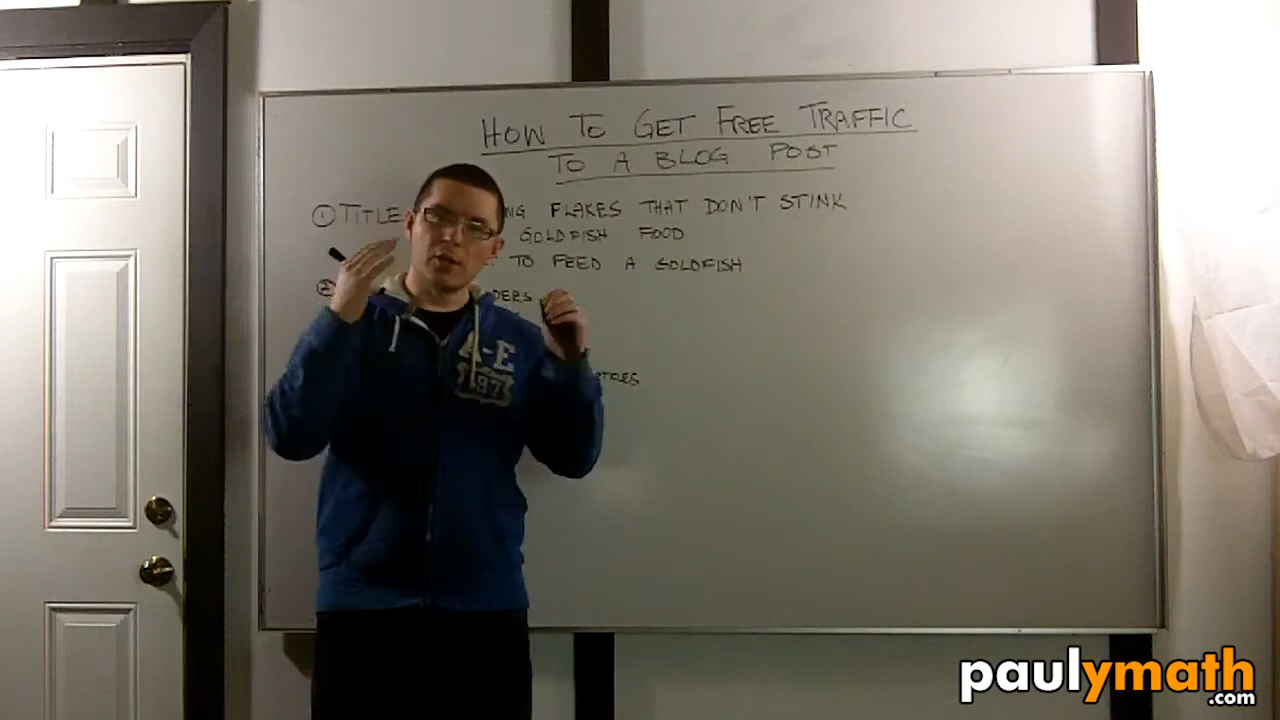 HOW TO GET FREE TRAFFIC
TO A BLOG POST
① TITLE FLAKES THAT DON'T STINK
GOLDFISH FOOD
TO FEED A GOLDFISH
②
A-E
paulymath
.com